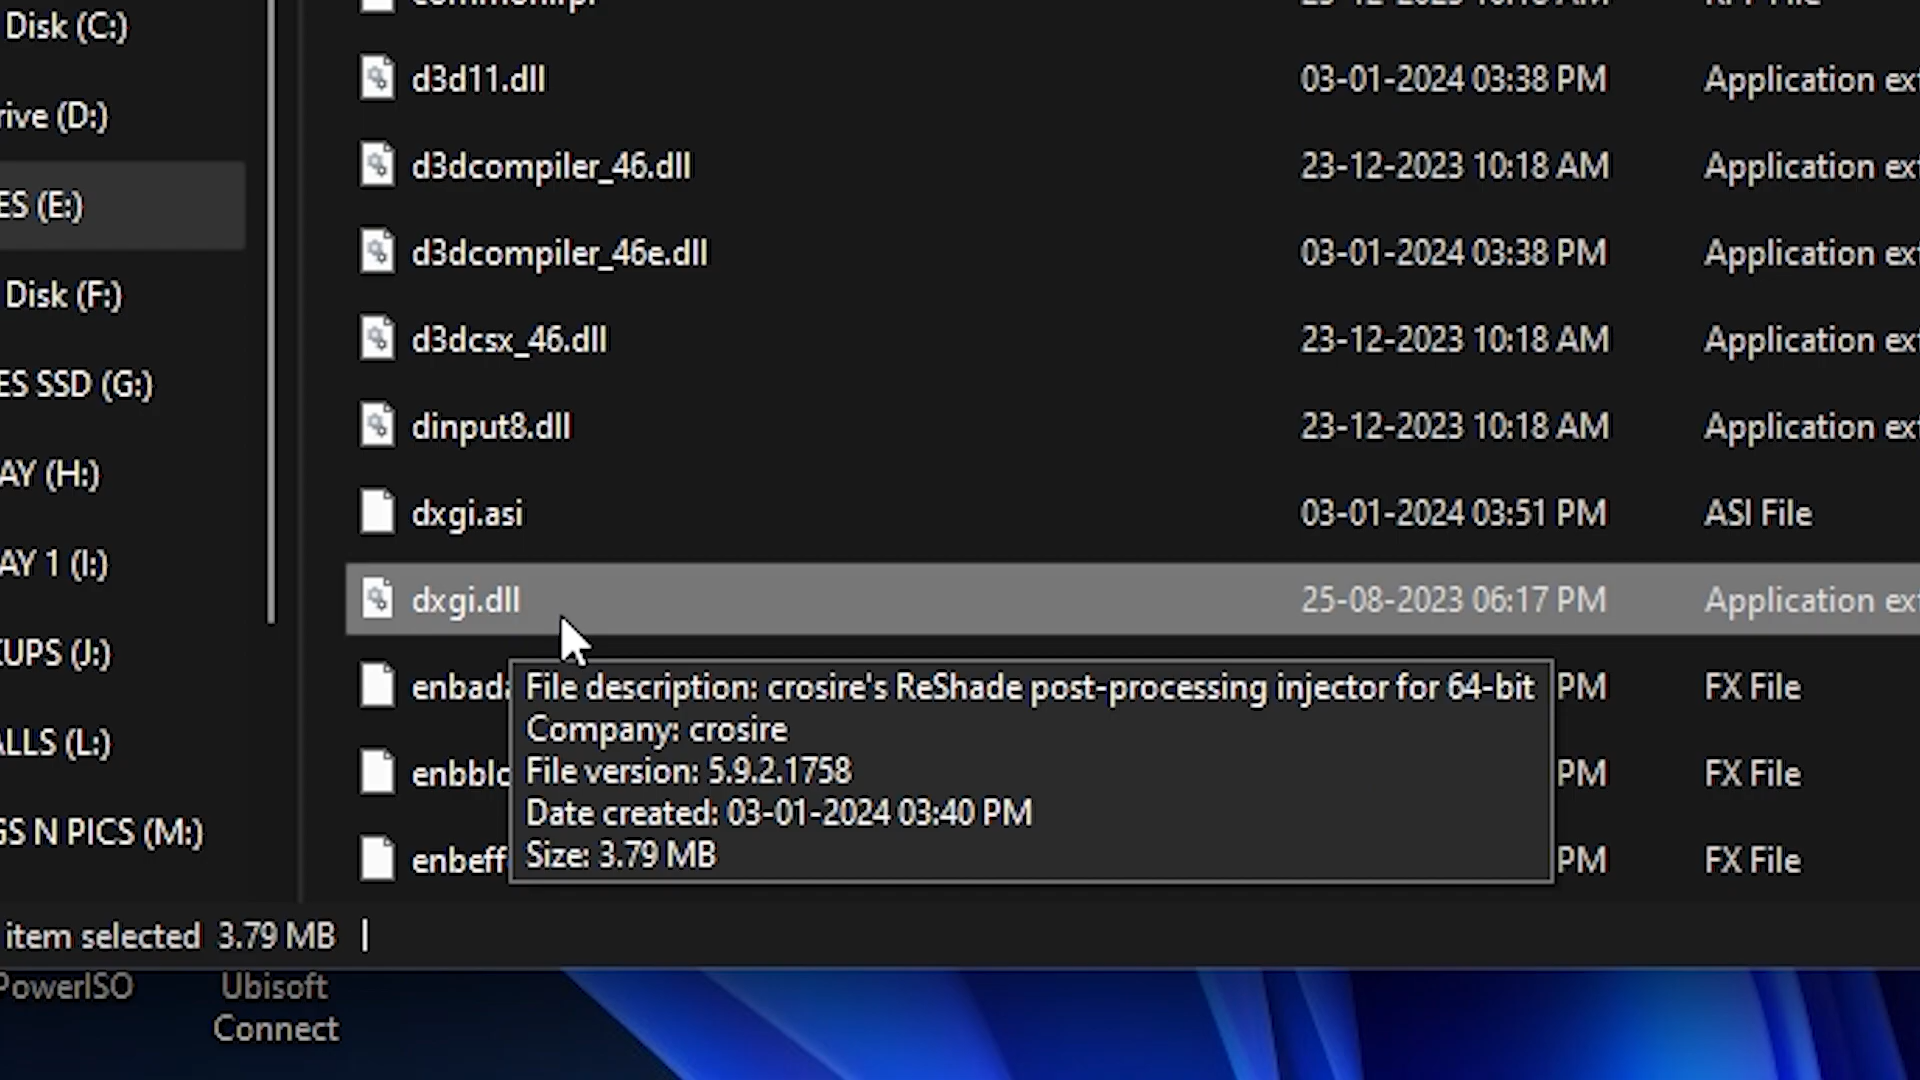 Disk (C:)
rive (D:)
ES (E:)
Disk (F:)
ES SSD (G:)
AY (H:)
AY 1 (I:)
KUPS (J:)
ALLS (L:)
GS N PICS (M:)
d3d11.dll 03-01-2024 03:38 PM Application ext
d3dcompiler_46.dll 23-12-2023 10:18 AM Application ext
d3dcompiler_46e.dll 03-01-2024 03:38 PM Application ext
d3dcsx_46.dll 23-12-2023 10:18 AM Application ext
dinput8.dll 23-12-2023 10:18 AM Application ext
dxgi.asi 03-01-2024 03:51 PM ASI File
dxgi.dll 25-08-2023 06:17 PM Application ext
enbada PM FX File
enbblo PM FX File
enbeff PM FX File
File description: crosire's ReShade post-processing injector for 64-bit
Company: crosire
File version: 5.9.2.1758
Date created: 03-01-2024 03:40 PM
Size: 3.79 MB
item selected 3.79 MB
PowerISO
Ubisoft
Connect